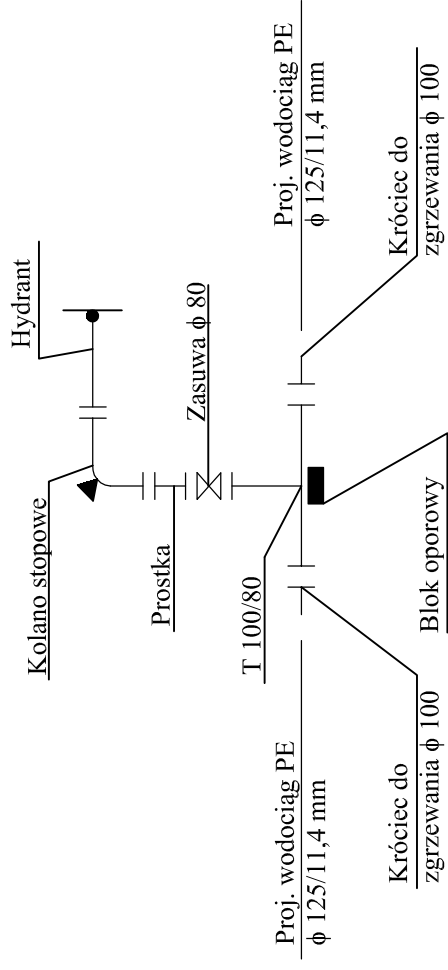 Hydrant
Kolano stopowe
Zasuwa ϕ 80
Prostka
T 100/80
Proj. wodociąg PE
ϕ 125/11,4 mm
Proj. wodociąg PE
ϕ 125/11,4 mm
Króciec do
zgrzewania ϕ 100
Blok oporowy
Króciec do
zgrzewania ϕ 100